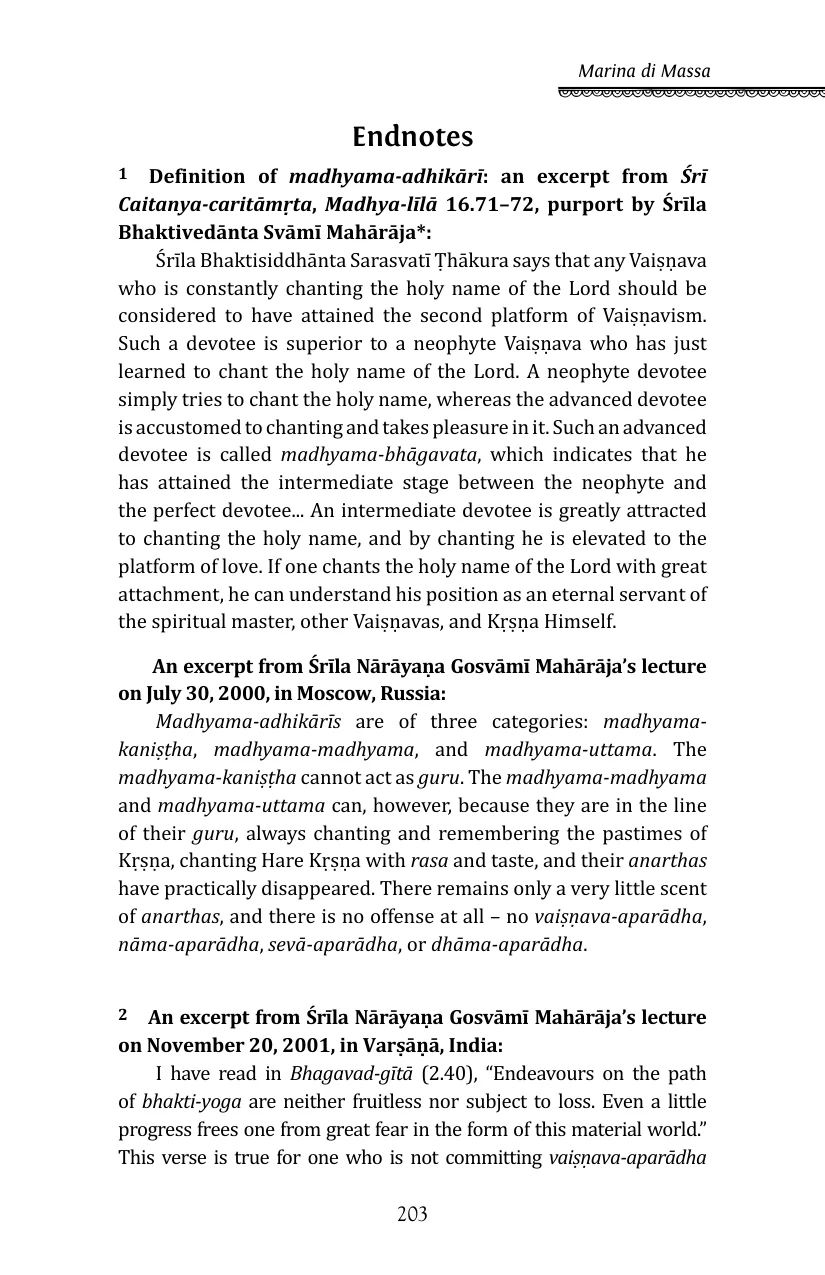 Marina di Massa
Endnotes
1 Definition of madhyama-adhikārī: an excerpt from Śrī
Caitanya-caritāmṛta, Madhya-līlā 16.71–72, purport by Śrīla
Bhaktivedānta Svāmī Mahārāja*:
Śrīla Bhaktisiddhānta Sarasvatī Ṭhākura says that any Vaiṣṇava
who is constantly chanting the holy name of the Lord should be
considered to have attained the second platform of Vaiṣṇavism.
Such a devotee is superior to a neophyte Vaiṣṇava who has just
learned to chant the holy name of the Lord. A neophyte devotee
simply tries to chant the holy name, whereas the advanced devotee
is accustomed to chanting and takes pleasure in it. Such an advanced
devotee is called madhyama-bhāgavata, which indicates that he
has attained the intermediate stage between the neophyte and
the perfect devotee... An intermediate devotee is greatly attracted
to chanting the holy name, and by chanting he is elevated to the
platform of love. If one chants the holy name of the Lord with great
attachment, he can understand his position as an eternal servant of
the spiritual master, other Vaiṣṇavas, and Kṛṣṇa Himself.
An excerpt from Śrīla Nārāyaṇa Gosvāmī Mahārāja’s lecture
on July 30, 2000, in Moscow, Russia:
Madhyama-adhikārīs are of three categories: madhyama-
kaniṣṭha, madhyama-madhyama, and madhyama-uttama. The
madhyama-kaniṣṭha cannot act as guru. The madhyama-madhyama
and madhyama-uttama can, however, because they are in the line
of their guru, always chanting and remembering the pastimes of
Kṛṣṇa, chanting Hare Kṛṣṇa with rasa and taste, and their anarthas
have practically disappeared. There remains only a very little scent
of anarthas, and there is no offense at all – no vaiṣṇava-aparādha,
nāma-aparādha, sevā-aparādha, or dhāma-aparādha.
2 An excerpt from Śrīla Nārāyaṇa Gosvāmī Mahārāja’s lecture
on November 20, 2001, in Varṣāṇā, India:
I have read in Bhagavad-gītā (2.40), “Endeavours on the path
of bhakti-yoga are neither fruitless nor subject to loss. Even a little
progress frees one from great fear in the form of this material world.”
This verse is true for one who is not committing vaiṣṇava-aparādha
203